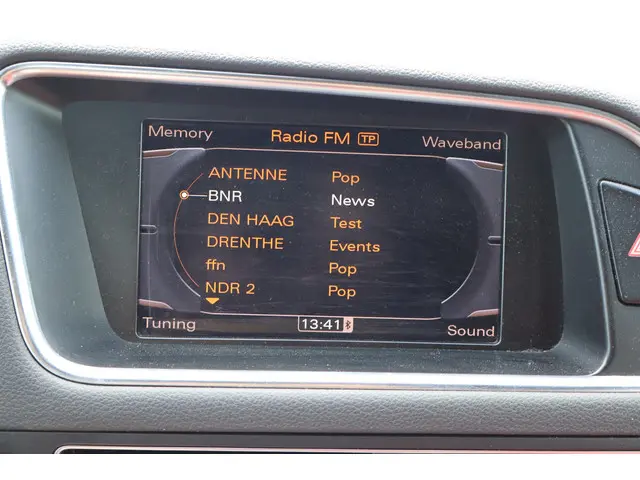 Memory Radio FM TP Waveband
ANTENNE Pop
BNR News
DEN HAAG Test
DRENTHE Events
ffn Pop
NDR 2 Pop
Tuning 13:41 Sound